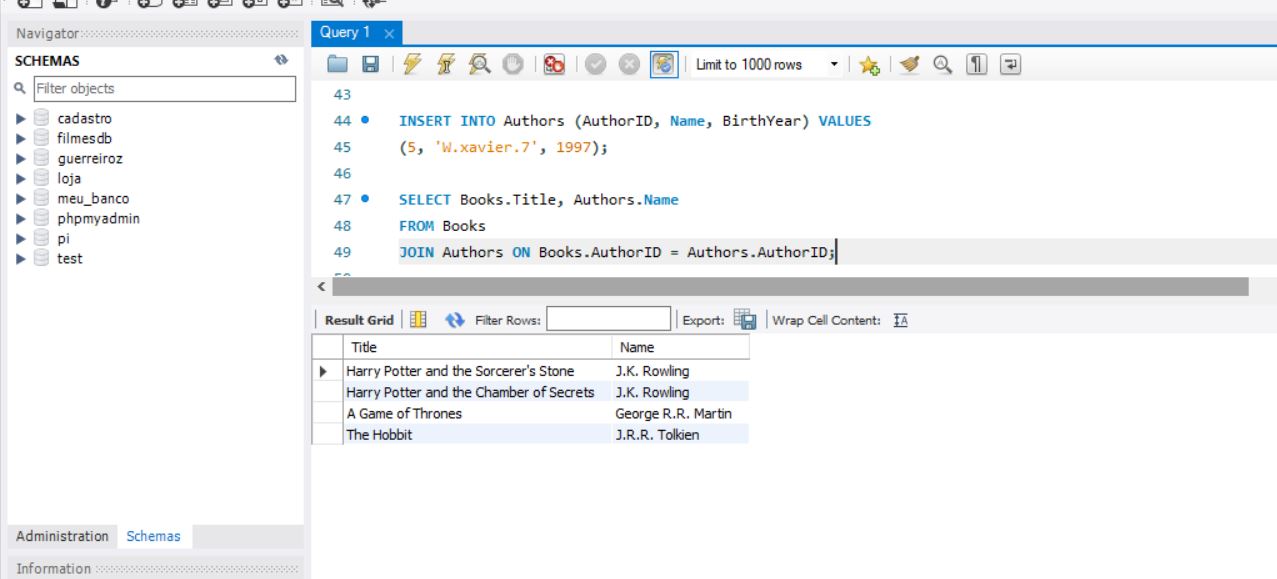 Query 1
Navigator
SCHEMAS
Filter objects
cadastro
filmesdb
guerreiroz
loja
meu_banco
phpmyadmin
pi
test
Administration Schemas
Information
Limit to 1000 rows
43
44 INSERT INTO Authors (AuthorID, Name, BirthYear) VALUES
45 (5, 'W.xavier.7', 1997);
46
47 SELECT Books.Title, Authors.Name
48 FROM Books
49 JOIN Authors ON Books.AuthorID = Authors.AuthorID;
Result Grid Filter Rows: Export: Wrap Cell Content:
Title Name
Harry Potter and the Sorcerer's Stone J.K. Rowling
Harry Potter and the Chamber of Secrets J.K. Rowling
A Game of Thrones George R.R. Martin
The Hobbit J.R.R. Tolkien